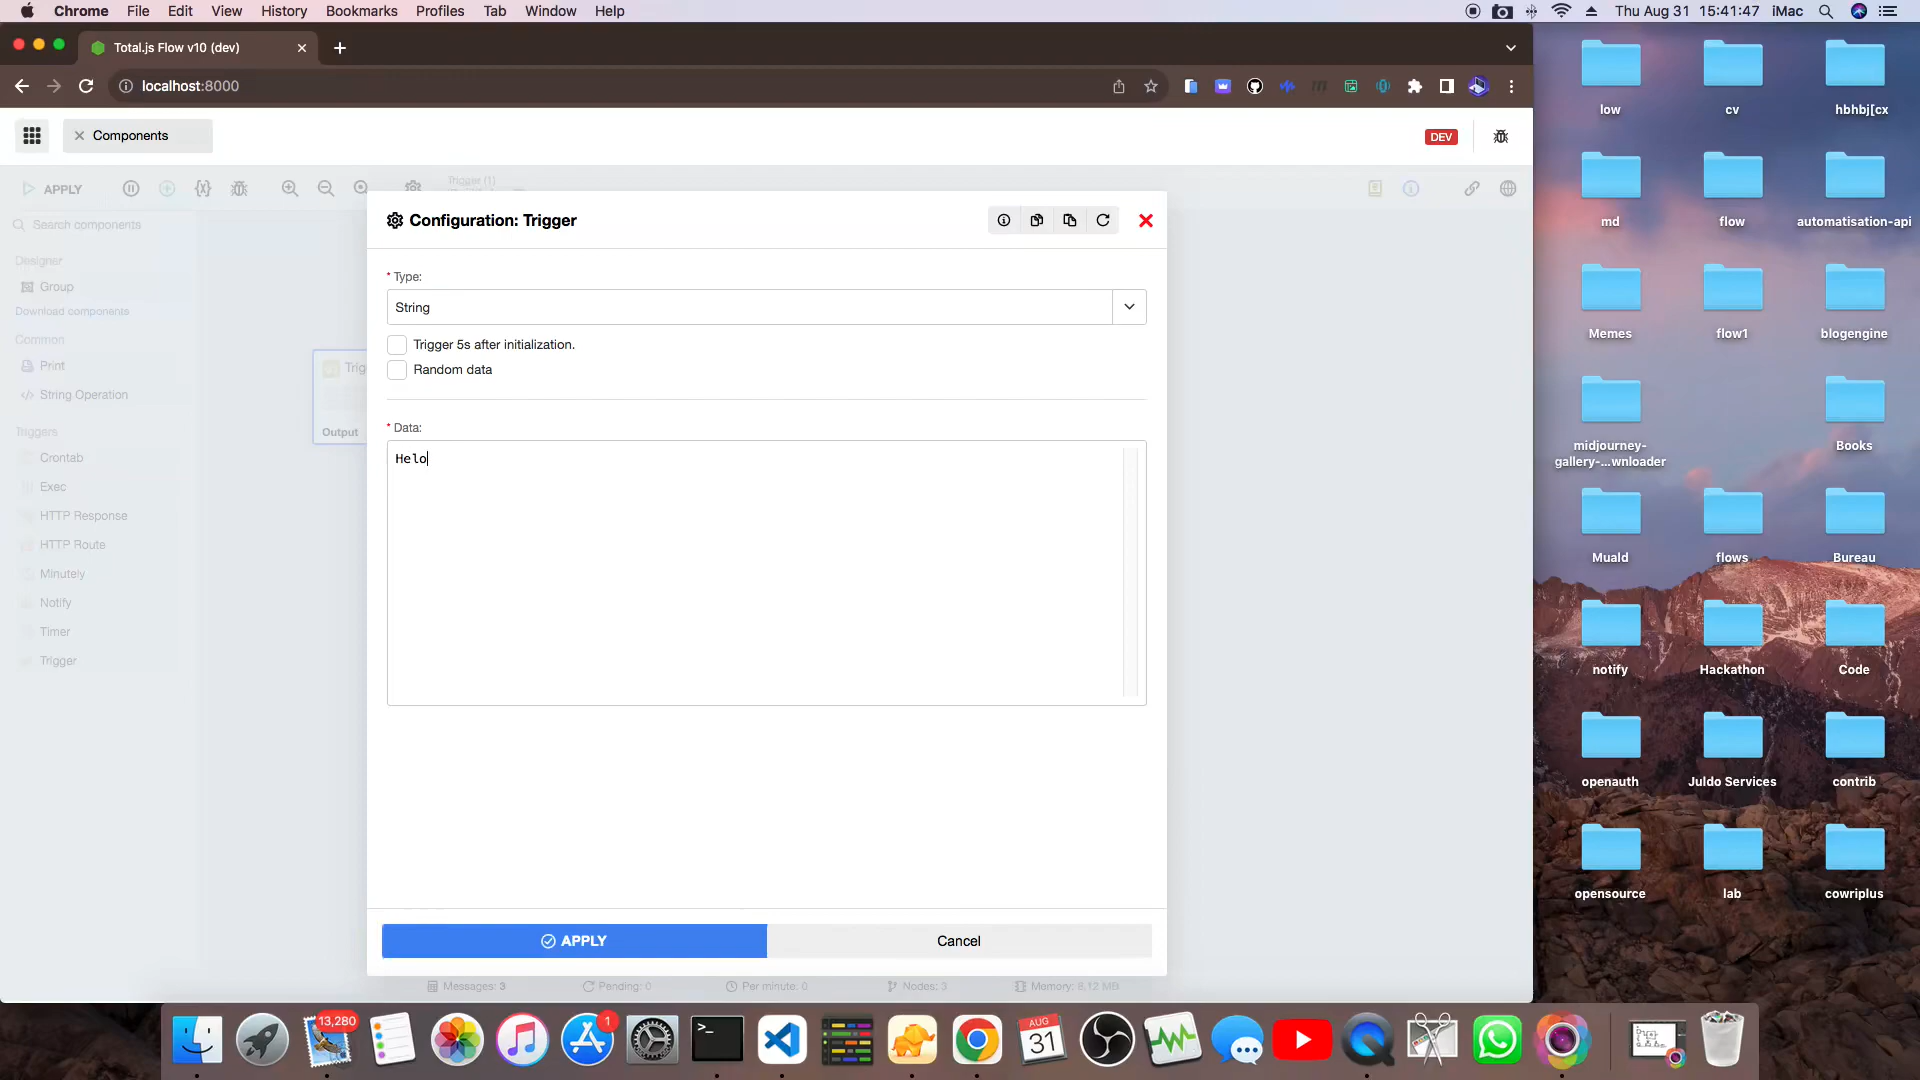 Chrome File Edit View History Bookmarks Profiles Tab Window Help Thu Aug 31 15:41:47 iMac
Total.js Flow v10 (dev)
localhost:8000
Components
DEV
APPLY
Trigger (1)
Search components
Designer
Group
Download components
Common
Print
String Operation
Triggers
Crontab
Exec
HTTP Response
HTTP Route
Minutely
Notify
Timer
Trigger
Trig
Output
Configuration: Trigger
* Type:
String
Trigger 5s after initialization.
Random data
* Data:
Helo
APPLY Cancel
Messages: 3 Pending: 0 Per minute: 0 Nodes: 3 Memory: 8.12 MB
low cv hbhbj[cx
md flow automatisation-api
Memes flow1 blogengine
midjourney-
gallery-...wnloader
Books
Muald flows Bureau
notify Hackathon Code
openauth Juldo Services contrib
opensource lab cowriplus
13,280
1
AUG
31